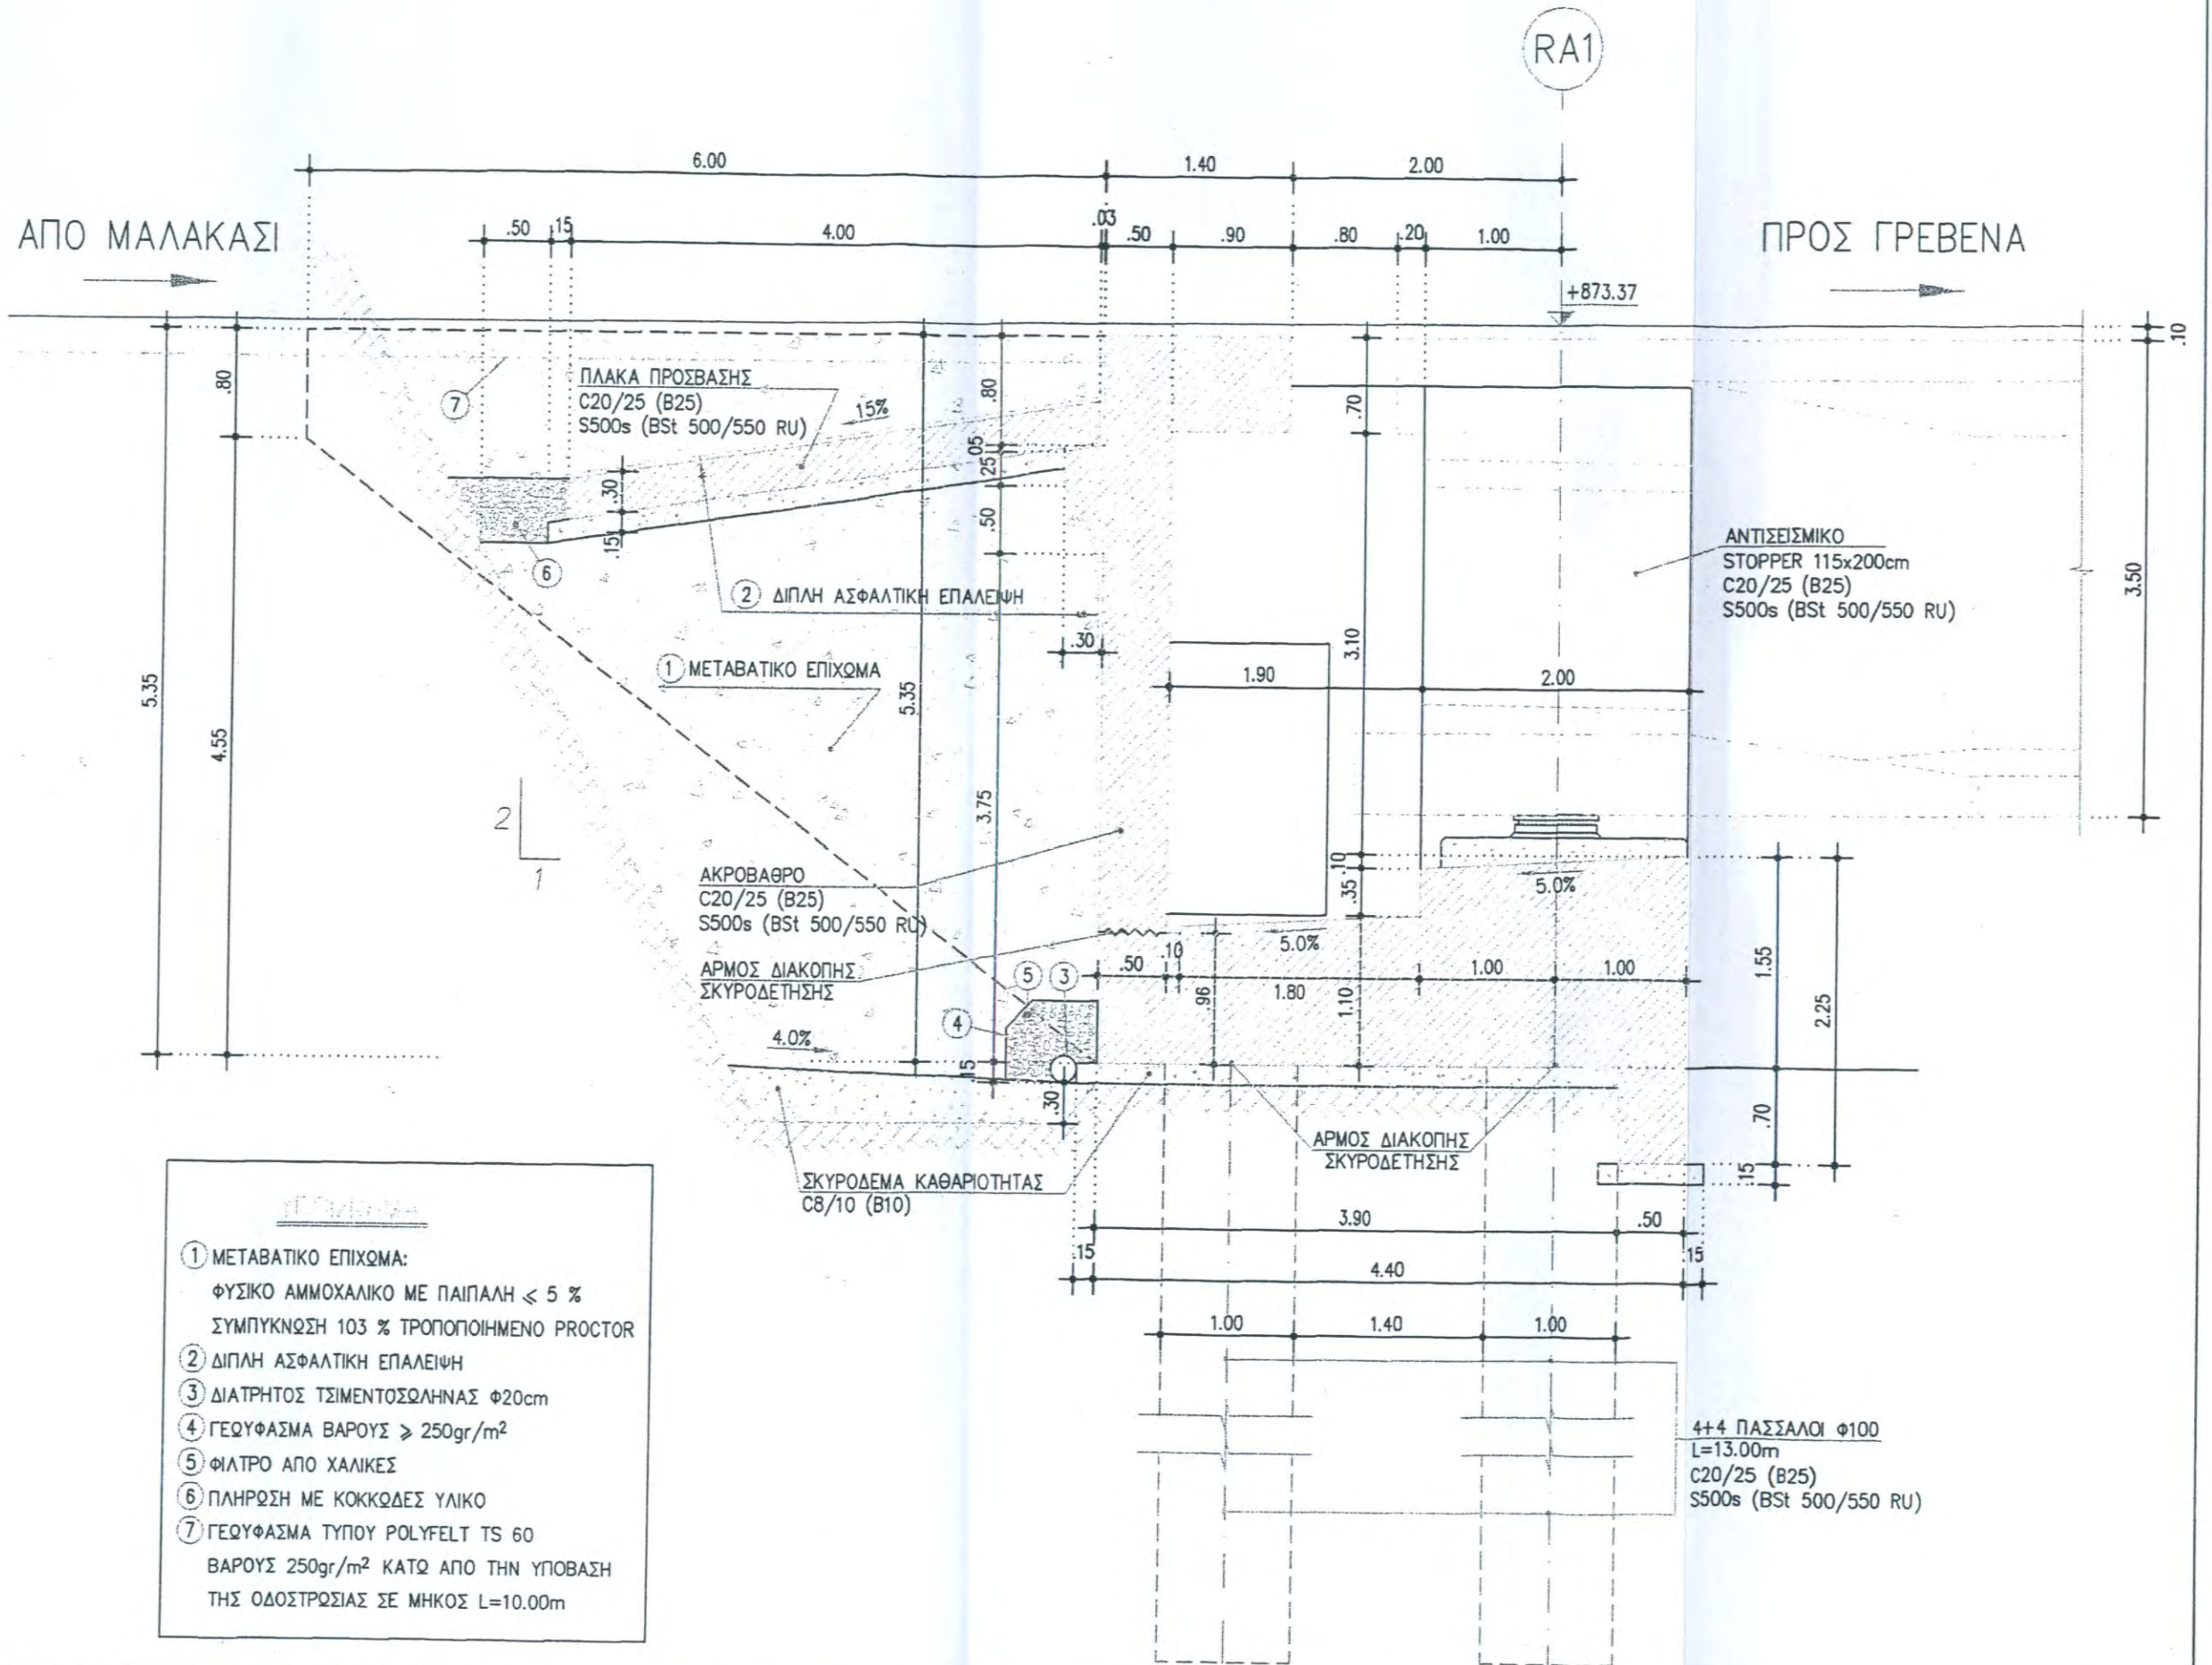 RA1
6.00
1.40
2.00
ΑΠΟ ΜΑΛΑΚΑΣΙ
.50
.15
4.00
.03
.50
.90
.80
.20
1.00
ΠΡΟΣ ΓΡΕΒΕΝΑ
+873.37
.10
.80
ΠΛΑΚΑ ΠΡΟΣΒΑΣΗΣ
C20/25 (B25)
S500s (BSt 500/550 RU)
15%
.80
.70
7
.05
.25
.30
.15
.50
6
ΑΝΤΙΣΕΙΣΜΙΚΟ
STOPPER 115x200cm
C20/25 (B25)
S500s (BSt 500/550 RU)
3.50
2 ΔΙΠΛΗ ΑΣΦΑΛΤΙΚΗ ΕΠΑΛΕΙΨΗ
.30
3.10
1 ΜΕΤΑΒΑΤΙΚΟ ΕΠΙΧΩΜΑ
1.90
2.00
5.35
4.55
5.35
3.75
2
1
ΑΚΡΟΒΑΘΡΟ
C20/25 (B25)
S500s (BSt 500/550 RU)
.10
.35
5.0%
5.0%
ΑΡΜΟΣ ΔΙΑΚΟΠΗΣ
ΣΚΥΡΟΔΕΤΗΣΗΣ
5
3
.50
.10
1.80
1.00
1.00
.96
1.10
1.55
2.25
4
4.0%
.15
.30
.70
.15
ΑΡΜΟΣ ΔΙΑΚΟΠΗΣ
ΣΚΥΡΟΔΕΤΗΣΗΣ
ΣΚΥΡΟΔΕΜΑ ΚΑΘΑΡΙΟΤΗΤΑΣ
C8/10 (B10)
3.90
.50
.15
4.40
.15
1.00
1.40
1.00
4+4 ΠΑΣΣΑΛΟΙ Φ100
L=13.00m
C20/25 (B25)
S500s (BSt 500/550 RU)
1 ΜΕΤΑΒΑΤΙΚΟ ΕΠΙΧΩΜΑ:
ΦΥΣΙΚΟ ΑΜΜΟΧΑΛΙΚΟ ΜΕ ΠΑΙΠΑΛΗ ⩽ 5 %
ΣΥΜΠΥΚΝΩΣΗ 103 % ΤΡΟΠΟΠΟΙΗΜΕΝΟ PROCTOR
2 ΔΙΠΛΗ ΑΣΦΑΛΤΙΚΗ ΕΠΑΛΕΙΨΗ
3 ΔΙΑΤΡΗΤΟΣ ΤΣΙΜΕΝΤΟΣΩΛΗΝΑΣ Φ20cm
4 ΓΕΩΥΦΑΣΜΑ ΒΑΡΟΥΣ ⩾ 250gr/m²
5 ΦΙΛΤΡΟ ΑΠΟ ΧΑΛΙΚΕΣ
6 ΠΛΗΡΩΣΗ ΜΕ ΚΟΚΚΩΔΕΣ ΥΛΙΚΟ
7 ΓΕΩΥΦΑΣΜΑ ΤΥΠΟΥ POLYFELT TS 60
ΒΑΡΟΥΣ 250gr/m² ΚΑΤΩ ΑΠΟ ΤΗΝ ΥΠΟΒΑΣΗ
ΤΗΣ ΟΔΟΣΤΡΩΣΙΑΣ ΣΕ ΜΗΚΟΣ L=10.00m